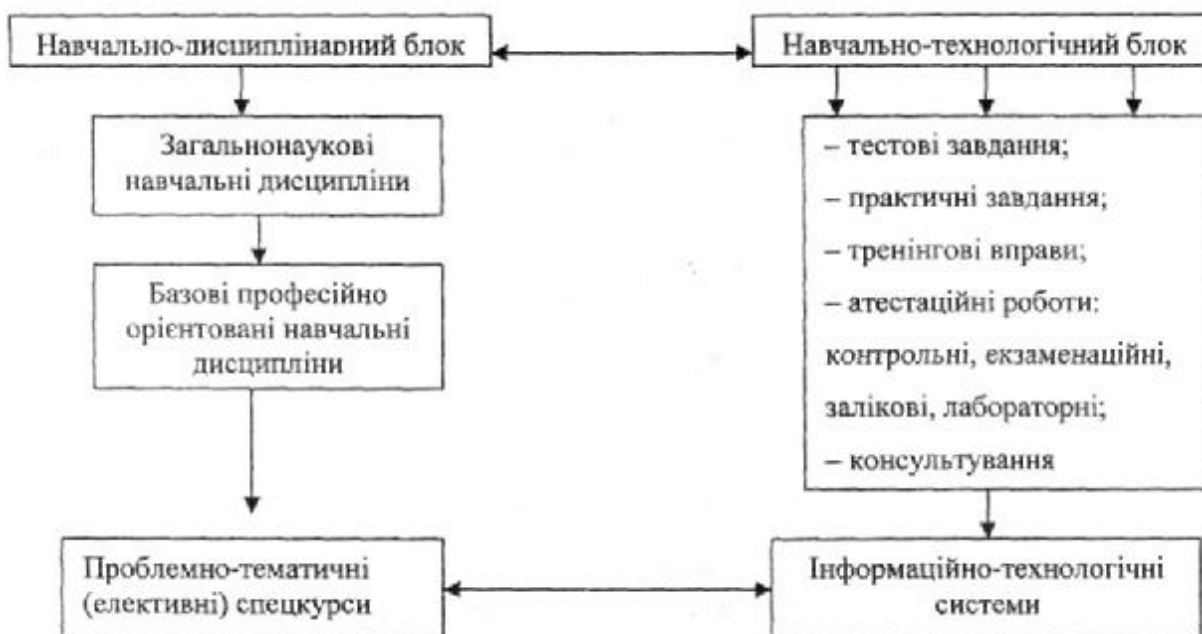 Навчально-дисциплінарний блок
Навчально-технологічний блок
Загальнонаукові
навчальні дисципліни
Базові професійно
орієнтовані навчальні
дисципліни
Проблемно-тематичні
(елективні) спецкурси
– тестові завдання;
– практичні завдання;
– тренінгові вправи;
– атестаційні роботи:
контрольні, екзаменаційні,
залікові, лабораторні;
– консультування
Інформаційно-технологічні
системи